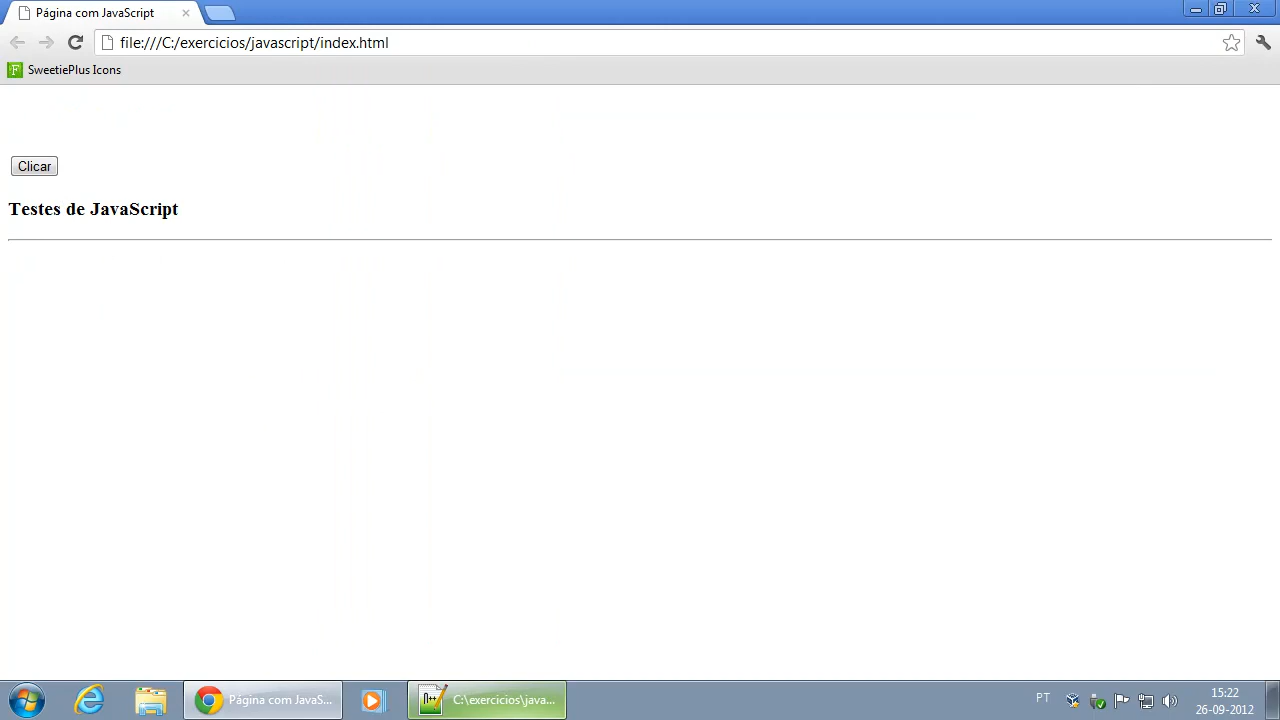 Página com JavaScript
file:///C:/exercicios/javascript/index.html
SweetiePlus Icons
Clicar
Testes de JavaScript
Página com JavaS...
C:\exercicios\java...
PT
15:22
26-09-2012